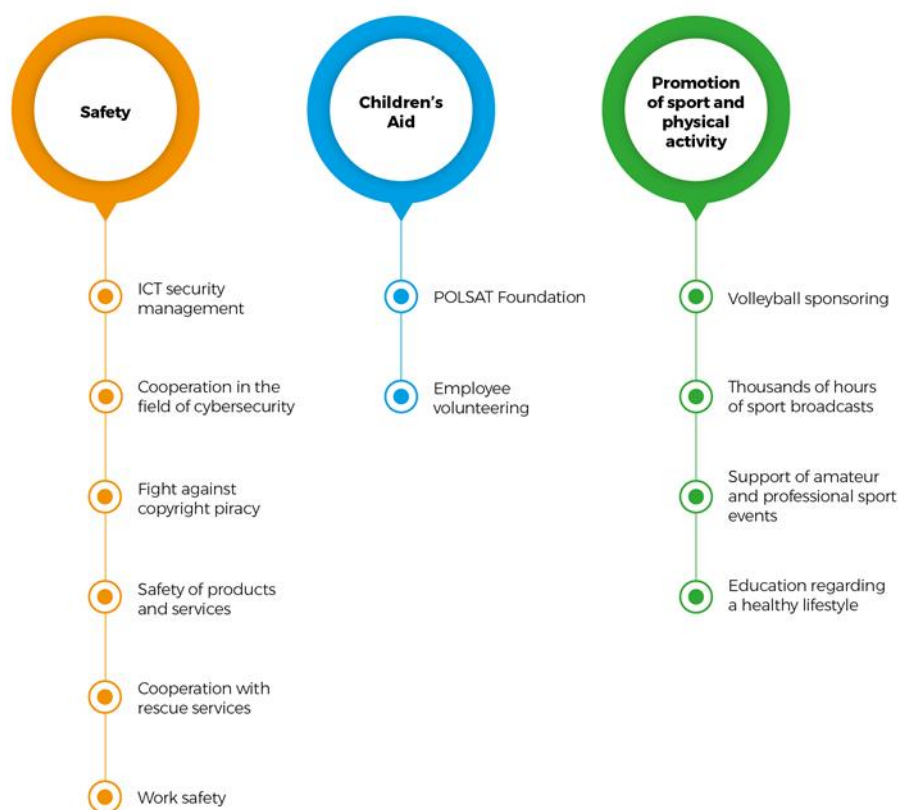 Safety
ICT security
management
Cooperation in the
field of cybersecurity
Fight against
copyright piracy
Safety of products
and services
Cooperation with
rescue services
Work safety
Children's
Aid
POLSAT Foundation
Employee
volunteering
Promotion
of sport and
physical
activity
Volleyball sponsoring
Thousands of hours
of sport broadcasts
Support of amateur
and professional sport
events
Education regarding
a healthy lifestyle